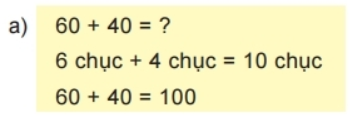 a) 60 + 40 = ?
6 chục + 4 chục = 10 chục
60 + 40 = 100